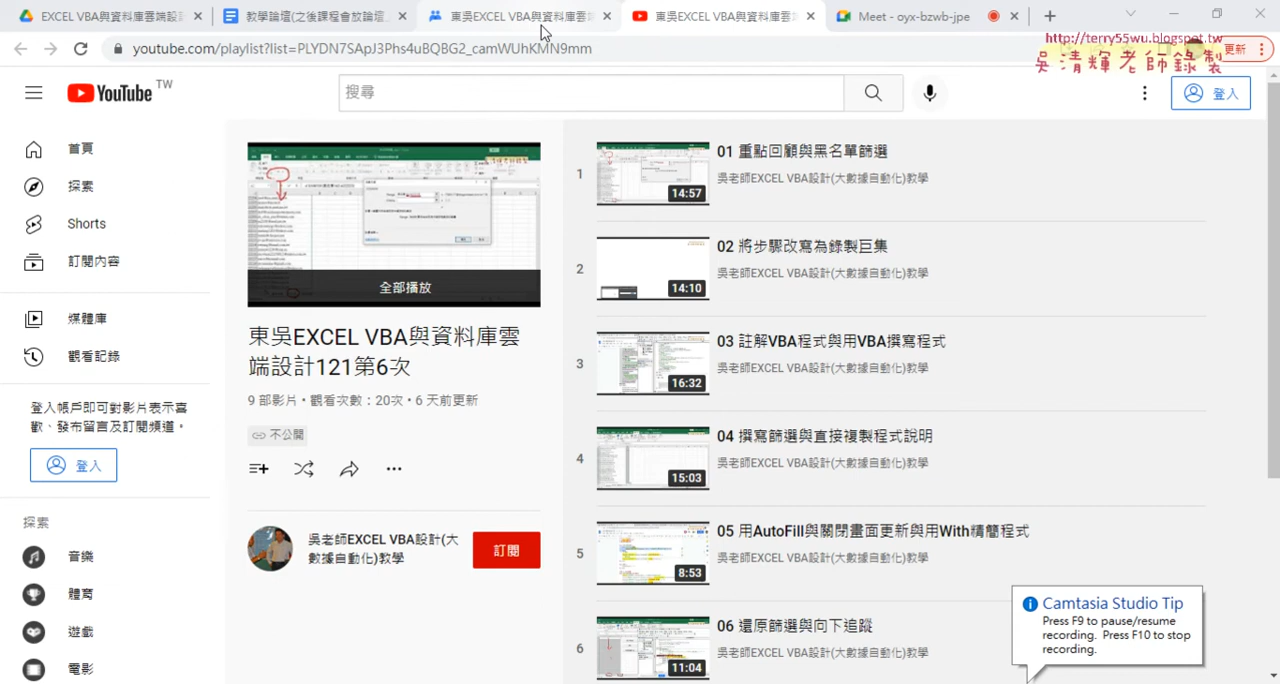 EXCEL VBA與資料庫雲端設
教學論壇(之後課程會放論壇
東吳EXCEL VBA與資料庫雲端
東吳EXCEL VBA與資料庫雲端
Meet - oyx-bzwb-jpe
youtube.com/playlist?list=PLYDN7SApJ3Phs4uBQBG2_camWUhKMN9mm
更新
http://terry55wu.blogspot.tw
吳清輝老師錄製
YouTube TW
搜尋
登入
首頁
探索
Shorts
訂閱內容
媒體庫
觀看記錄
登入帳戶即可對影片表示喜
歡、發布留言及訂閱頻道。
登入
探索
音樂
體育
遊戲
電影
全部播放
東吳EXCEL VBA與資料庫雲
端設計121第6次
9 部影片 • 觀看次數：20次 • 6 天前更新
不公開
吳老師EXCEL VBA設計(大
數據自動化)教學
訂閱
1
14:57
01 重點回顧與黑名單篩選
吳老師EXCEL VBA設計(大數據自動化)教學
2
14:10
02 將步驟改寫為錄製巨集
吳老師EXCEL VBA設計(大數據自動化)教學
3
16:32
03 註解VBA程式與用VBA撰寫程式
吳老師EXCEL VBA設計(大數據自動化)教學
4
15:03
04 撰寫篩選與直接複製程式說明
吳老師EXCEL VBA設計(大數據自動化)教學
5
8:53
05 用AutoFill與關閉畫面更新與用With精簡程式
吳老師EXCEL VBA設計(大數據自動化)教學
6
11:04
06 還原篩選與向下追蹤
吳老師EXCEL VBA設計(大數據自動化)教學
Camtasia Studio Tip
Press F9 to pause/resume
recording. Press F10 to stop
recording.